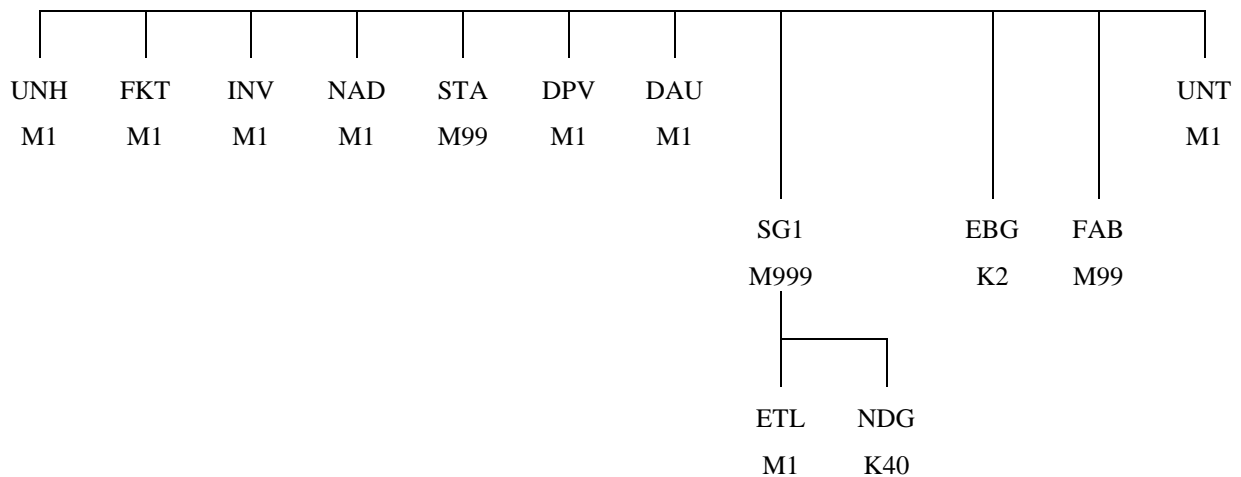 UNH FKT INV NAD STA DPV DAU UNT
M1 M1 M1 M1 M99 M1 M1 M1
SG1 EBG FAB
M999 K2 M99
ETL NDG
M1 K40